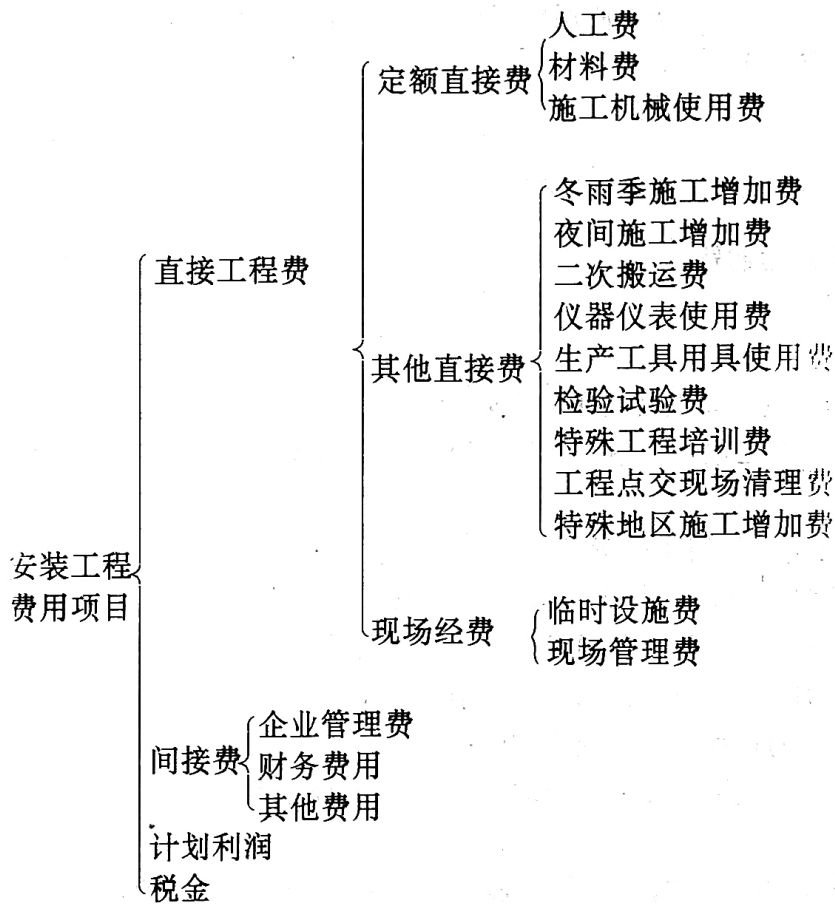 安装工程
费用项目
直接工程费
定额直接费
人工费
材料费
施工机械使用费
其他直接费
冬雨季施工增加费
夜间施工增加费
二次搬运费
仪器仪表使用费
生产工具用具使用费
检验试验费
特殊工程培训费
工程点交现场清理费
特殊地区施工增加费
现场经费
临时设施费
现场管理费
间接费
企业管理费
财务费用
其他费用
计划利润
税金